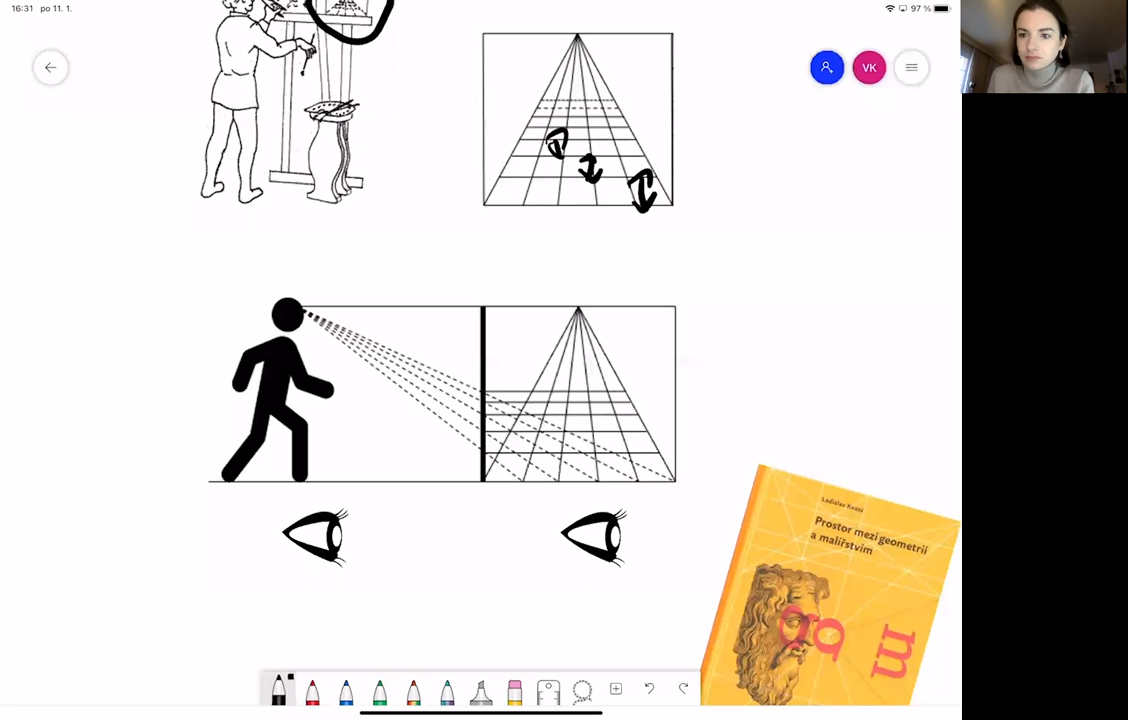 16:31 po 11. 1.
97 %
VK
Ladislav Kvasz
Prostor mezi geometrií
a malířstvím
g
m